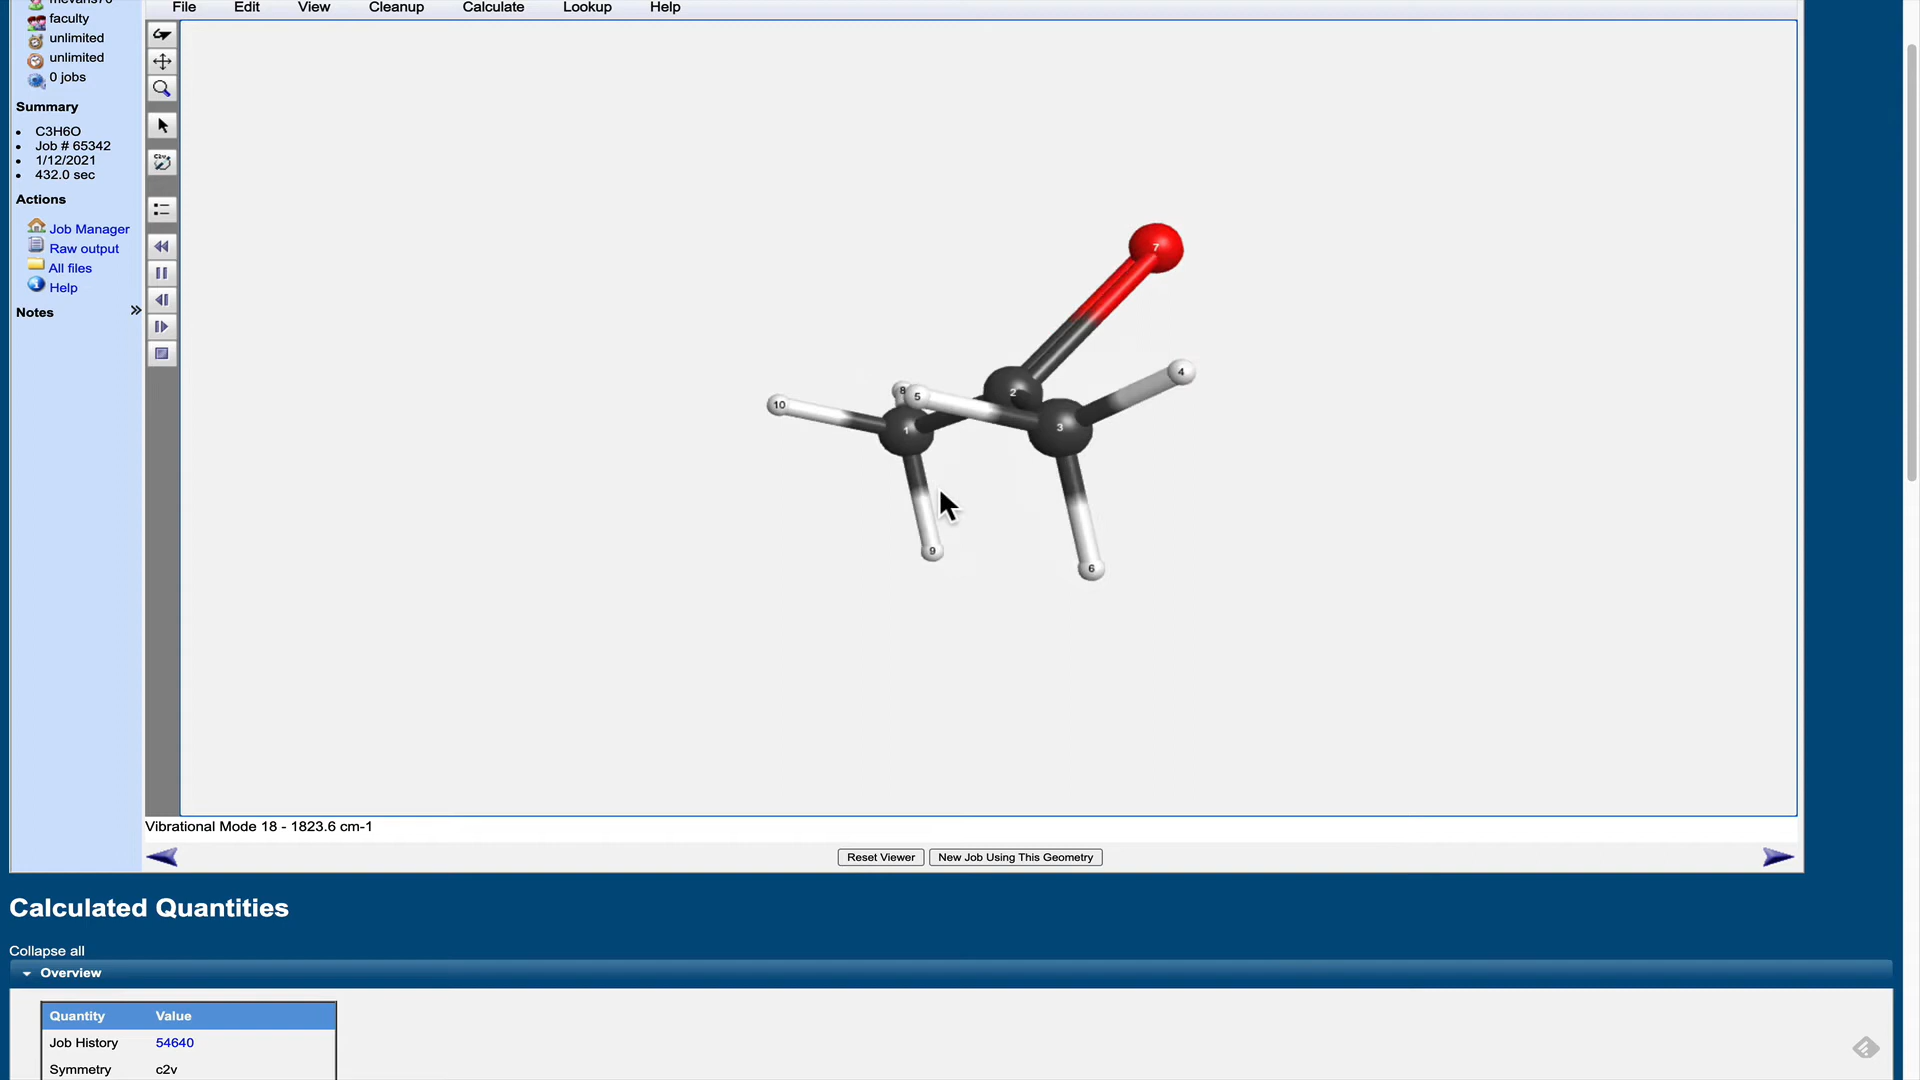 File Edit View Cleanup Calculate Lookup Help
faculty
unlimited
unlimited
0 jobs
Summary
C3H6O
Job # 65342
1/12/2021
432.0 sec
Actions
Job Manager
Raw output
All files
Help
Notes
7
4
2
8
5
10
1
3
9
6
Vibrational Mode 18 - 1823.6 cm-1
Reset Viewer New Job Using This Geometry
Calculated Quantities
Collapse all
Overview
Quantity Value
Job History 54640
Symmetry c2v